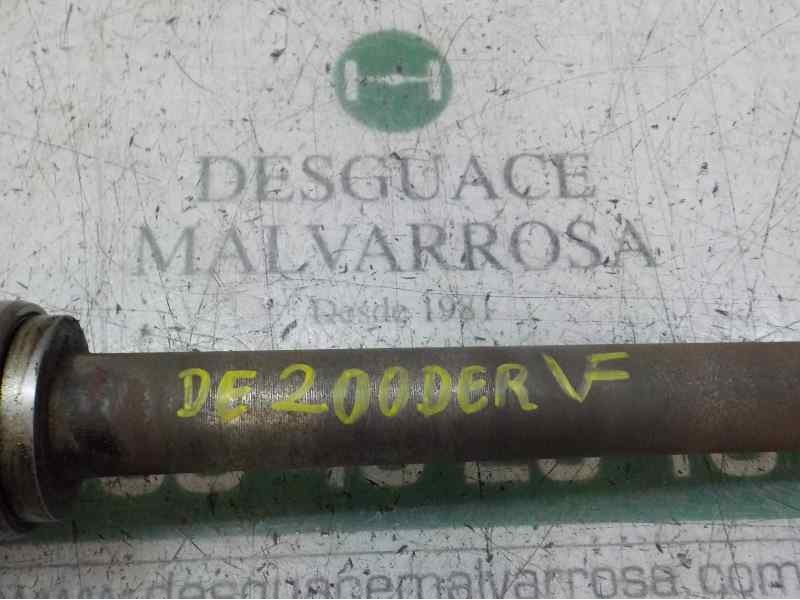 DESGUACE
MALVARROSA
Desde 1981
DE200DER VF
www.desguacemalvarrosa.com